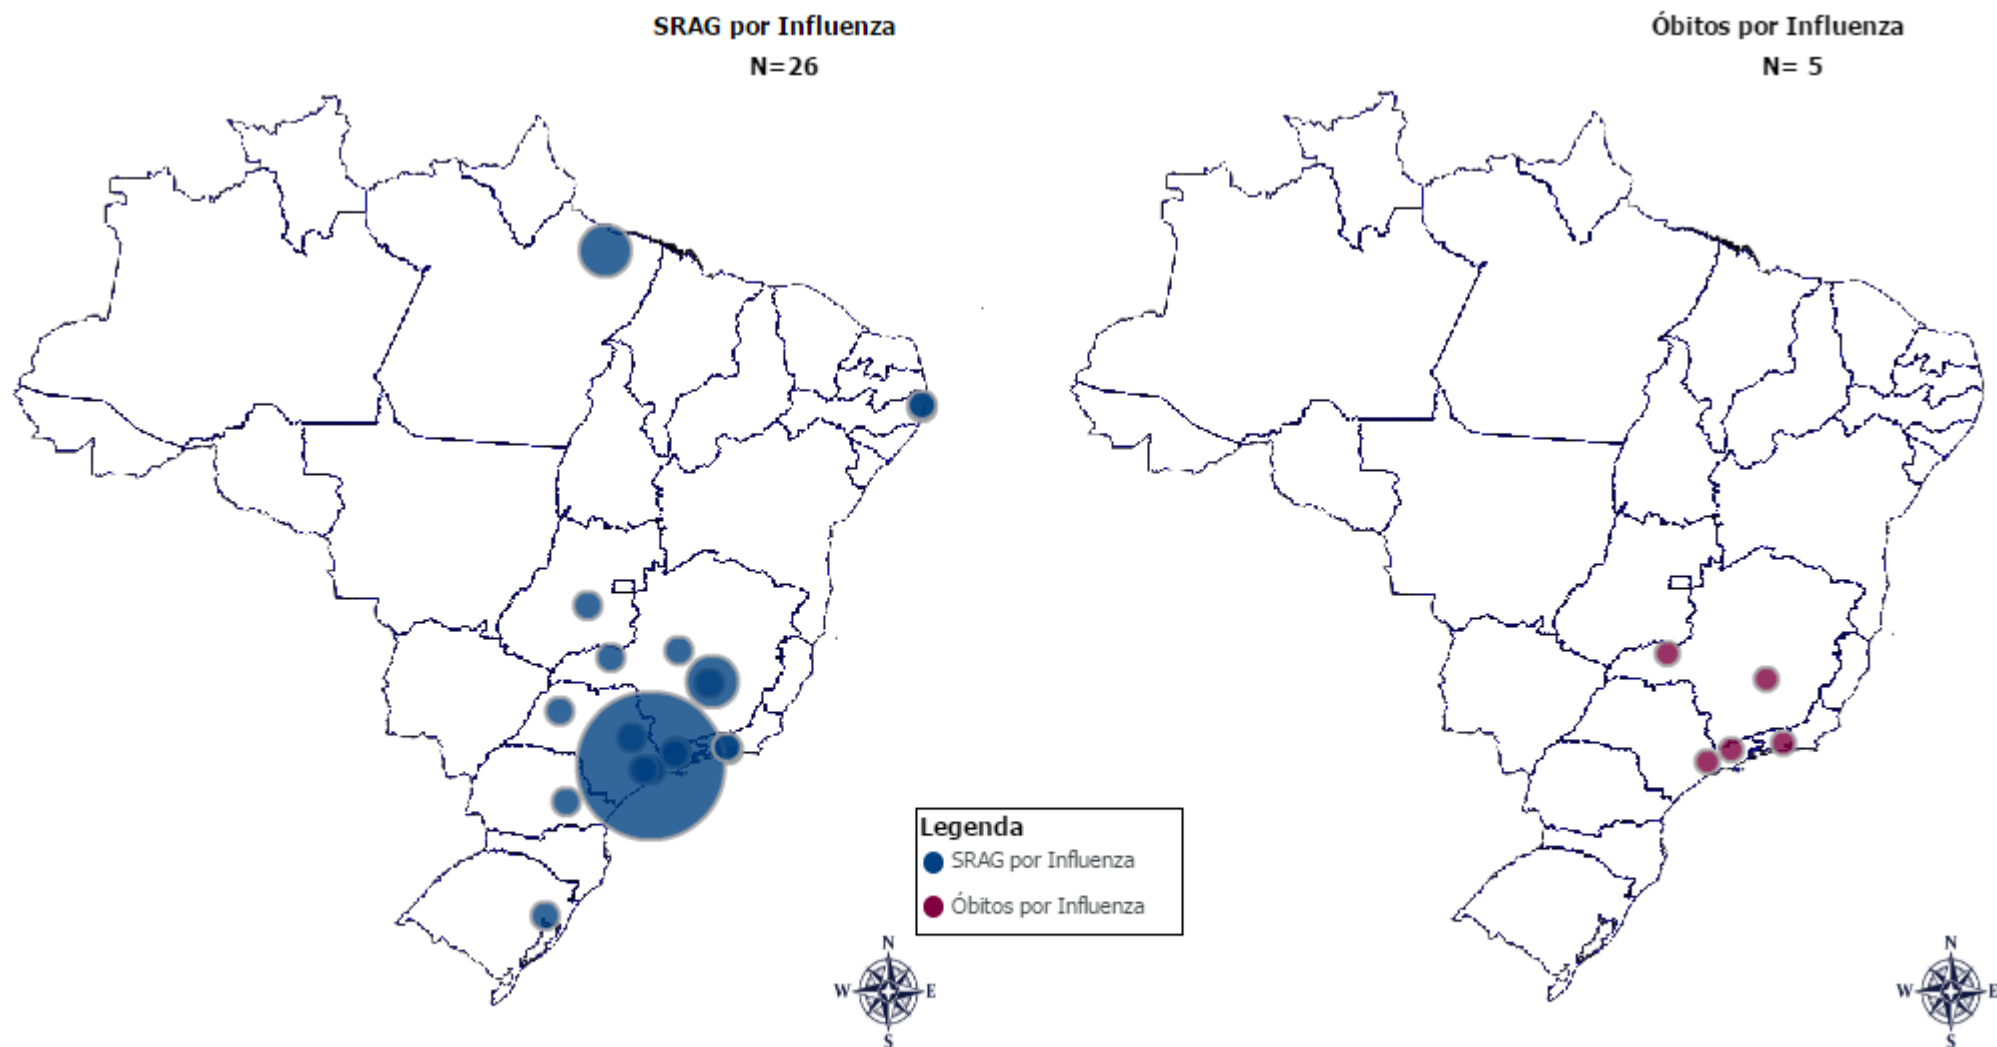 SRAG por Influenza
N=26
Óbitos por Influenza
N= 5
Legenda
SRAG por Influenza
Óbitos por Influenza
N
W E
S
N
W E
S